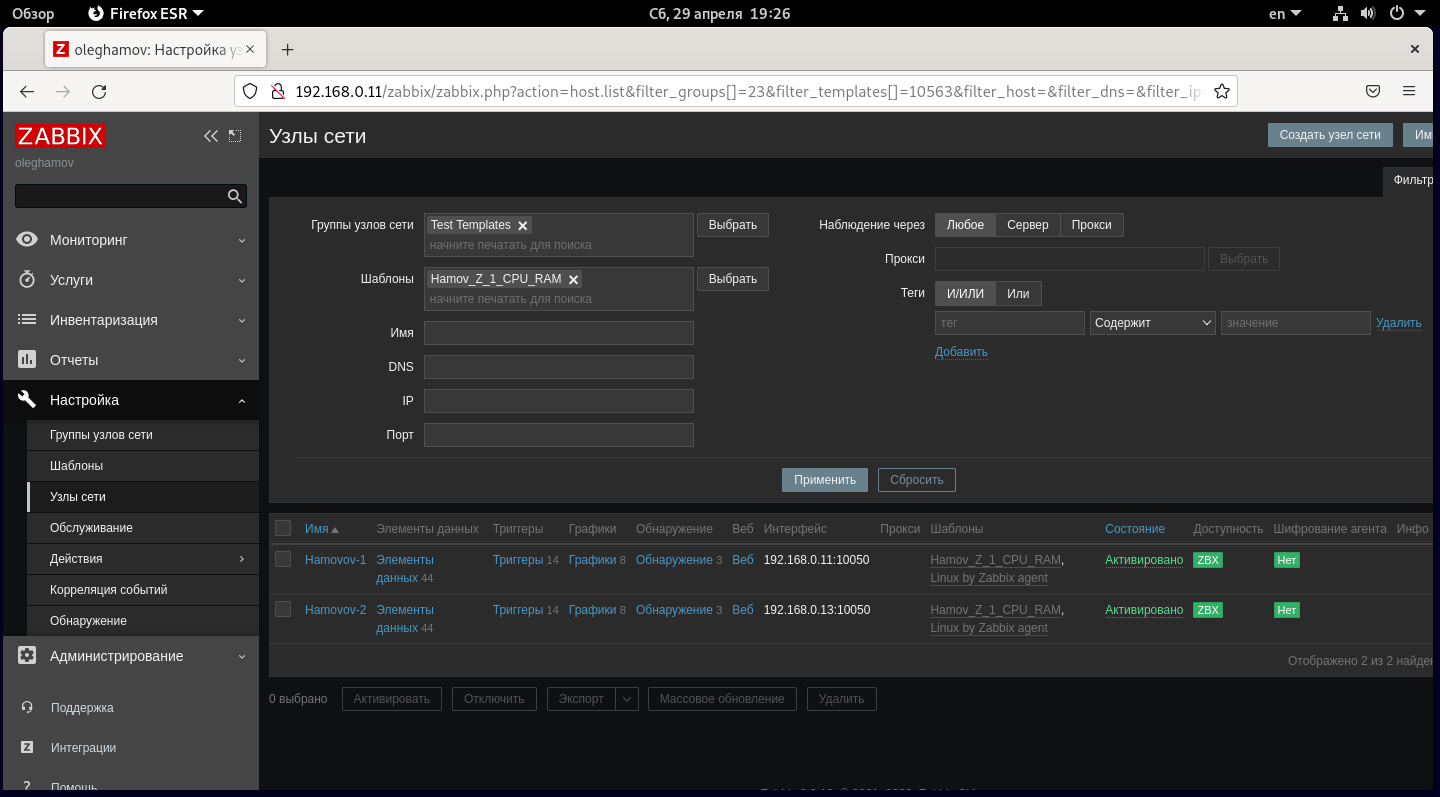 Обзор Firefox ESR Сб, 29 апреля 19:26 en
oleghamov: Настройка уз
192.168.0.11/zabbix/zabbix.php?action=host.list&filter_groups[]=23&filter_templates[]=10563&filter_host=&filter_dns=&filter_ip=
ZABBIX
oleghamov
Мониторинг
Услуги
Инвентаризация
Отчеты
Настройка
Группы узлов сети
Шаблоны
Узлы сети
Обслуживание
Действия
Корреляция событий
Обнаружение
Администрирование
Поддержка
Интеграции
Помощь
Узлы сети Создать узел сети Им
Фильтр
Группы узлов сети Test Templates Выбрать
начните печатать для поиска
Шаблоны Hamov_Z_1_CPU_RAM Выбрать
начните печатать для поиска
Имя
DNS
IP
Порт
Наблюдение через Любое Сервер Прокси
Прокси Выбрать
Теги И/ИЛИ Или
тег Содержит значение Удалить
Добавить
Применить Сбросить
Имя Элементы данных Триггеры Графики Обнаружение Веб Интерфейс Прокси Шаблоны Состояние Доступность Шифрование агента Инфо
Hamovov-1 Элементы Триггеры 14 Графики 8 Обнаружение 3 Веб 192.168.0.11:10050 Hamov_Z_1_CPU_RAM, Активировано ZBX Нет
данных 44 Linux by Zabbix agent
Hamovov-2 Элементы Триггеры 14 Графики 8 Обнаружение 3 Веб 192.168.0.13:10050 Hamov_Z_1_CPU_RAM, Активировано ZBX Нет
данных 44 Linux by Zabbix agent
Отображено 2 из 2 найден
0 выбрано Активировать Отключить Экспорт Массовое обновление Удалить